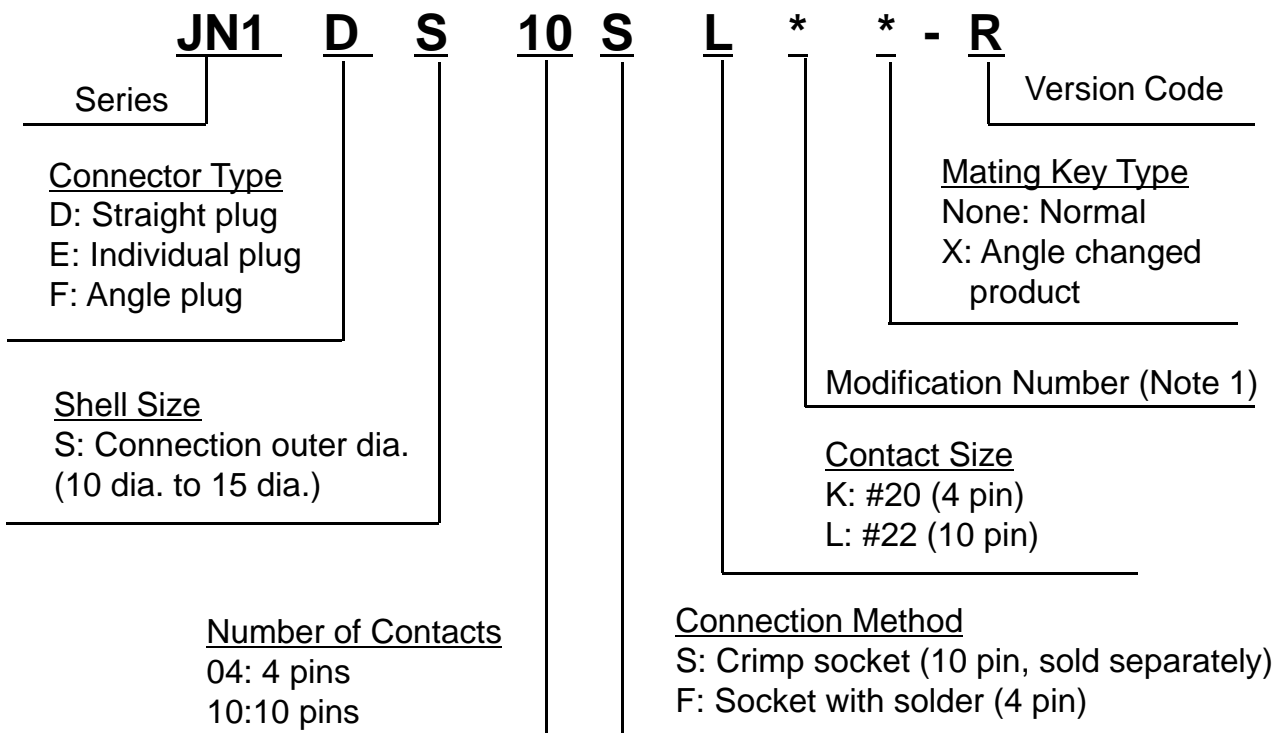 JN1 D S 10 S L * * - R
Series
Version Code
Connector Type
D: Straight plug
E: Individual plug
F: Angle plug
Mating Key Type
None: Normal
X: Angle changed
product
Shell Size
S: Connection outer dia.
(10 dia. to 15 dia.)
Modification Number (Note 1)
Contact Size
K: #20 (4 pin)
L: #22 (10 pin)
Number of Contacts
04: 4 pins
10:10 pins
Connection Method
S: Crimp socket (10 pin, sold separately)
F: Socket with solder (4 pin)